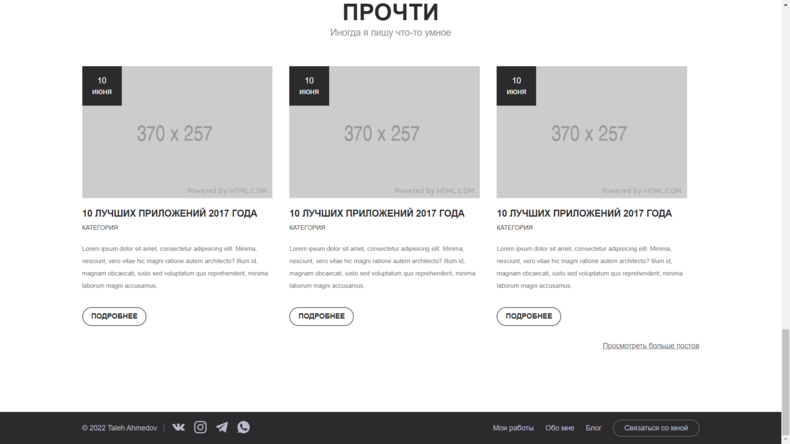 ПРОЧТИ
Иногда я пишу что-то умное
10
ИЮНЯ
370 x 257
Powered by HTML.COM
10 ЛУЧШИХ ПРИЛОЖЕНИЙ 2017 ГОДА
КАТЕГОРИЯ
Lorem ipsum dolor sit amet, consectetur adipisicing elit. Minima,
nesciunt, vero vitae hic magni ratione autem architecto? Illum id,
magnam obcaecati, iusto sed voluptatum quo reprehenderit, minima
laborum magni accusamus.
ПОДРОБНЕЕ
10
ИЮНЯ
370 x 257
Powered by HTML.COM
10 ЛУЧШИХ ПРИЛОЖЕНИЙ 2017 ГОДА
КАТЕГОРИЯ
Lorem ipsum dolor sit amet, consectetur adipisicing elit. Minima,
nesciunt, vero vitae hic magni ratione autem architecto? Illum id,
magnam obcaecati, iusto sed voluptatum quo reprehenderit, minima
laborum magni accusamus.
ПОДРОБНЕЕ
10
ИЮНЯ
370 x 257
Powered by HTML.COM
10 ЛУЧШИХ ПРИЛОЖЕНИЙ 2017 ГОДА
КАТЕГОРИЯ
Lorem ipsum dolor sit amet, consectetur adipisicing elit. Minima,
nesciunt, vero vitae hic magni ratione autem architecto? Illum id,
magnam obcaecati, iusto sed voluptatum quo reprehenderit, minima
laborum magni accusamus.
ПОДРОБНЕЕ
Просмотреть больше постов
© 2022 Taleh Ahmedov
Мои работы Обо мне Блог Связаться со мной